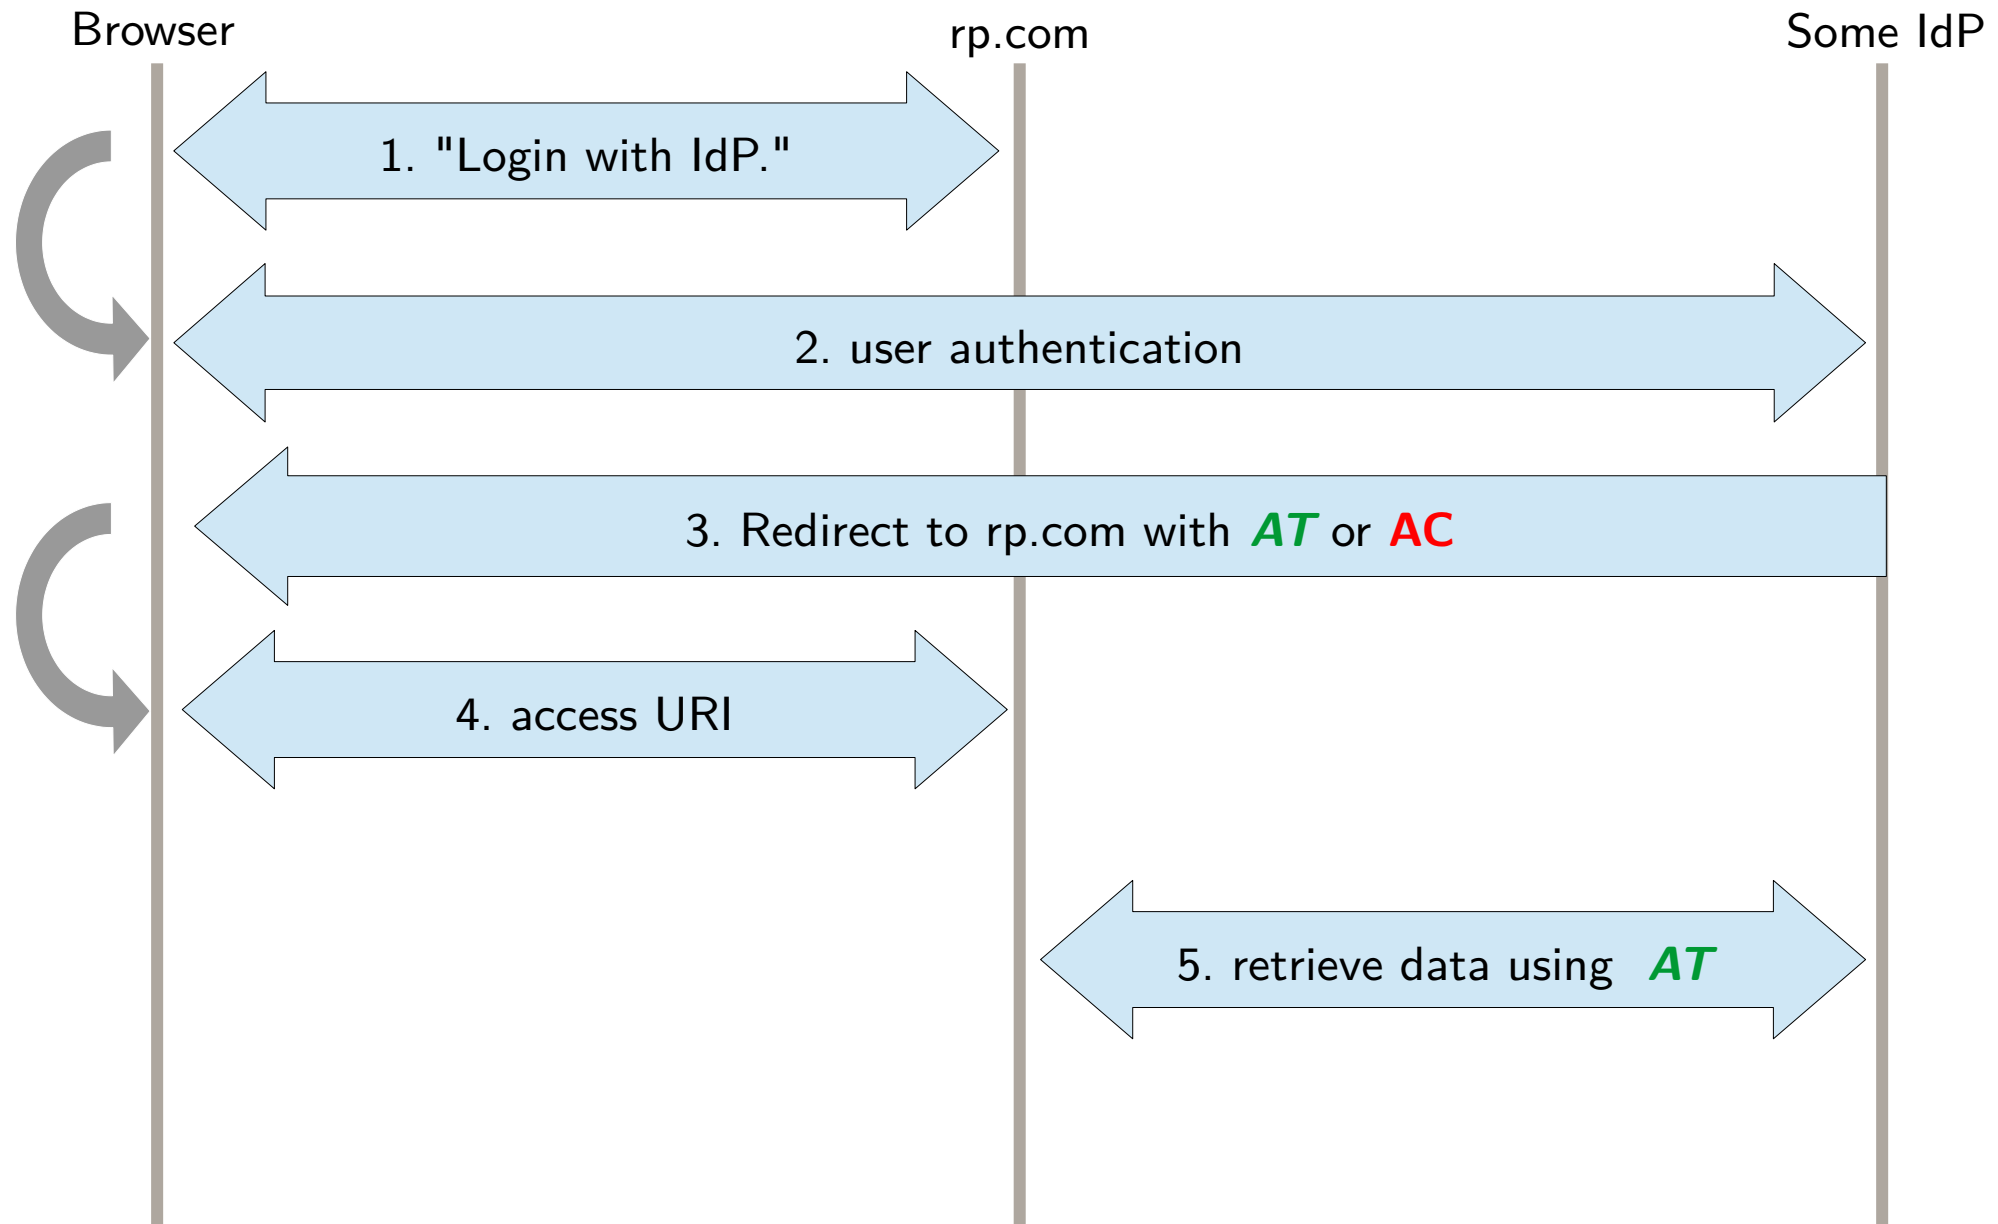 Browser
rp.com
Some IdP
1. "Login with IdP."
2. user authentication
3. Redirect to rp.com with AT or AC
4. access URI
5. retrieve data using AT